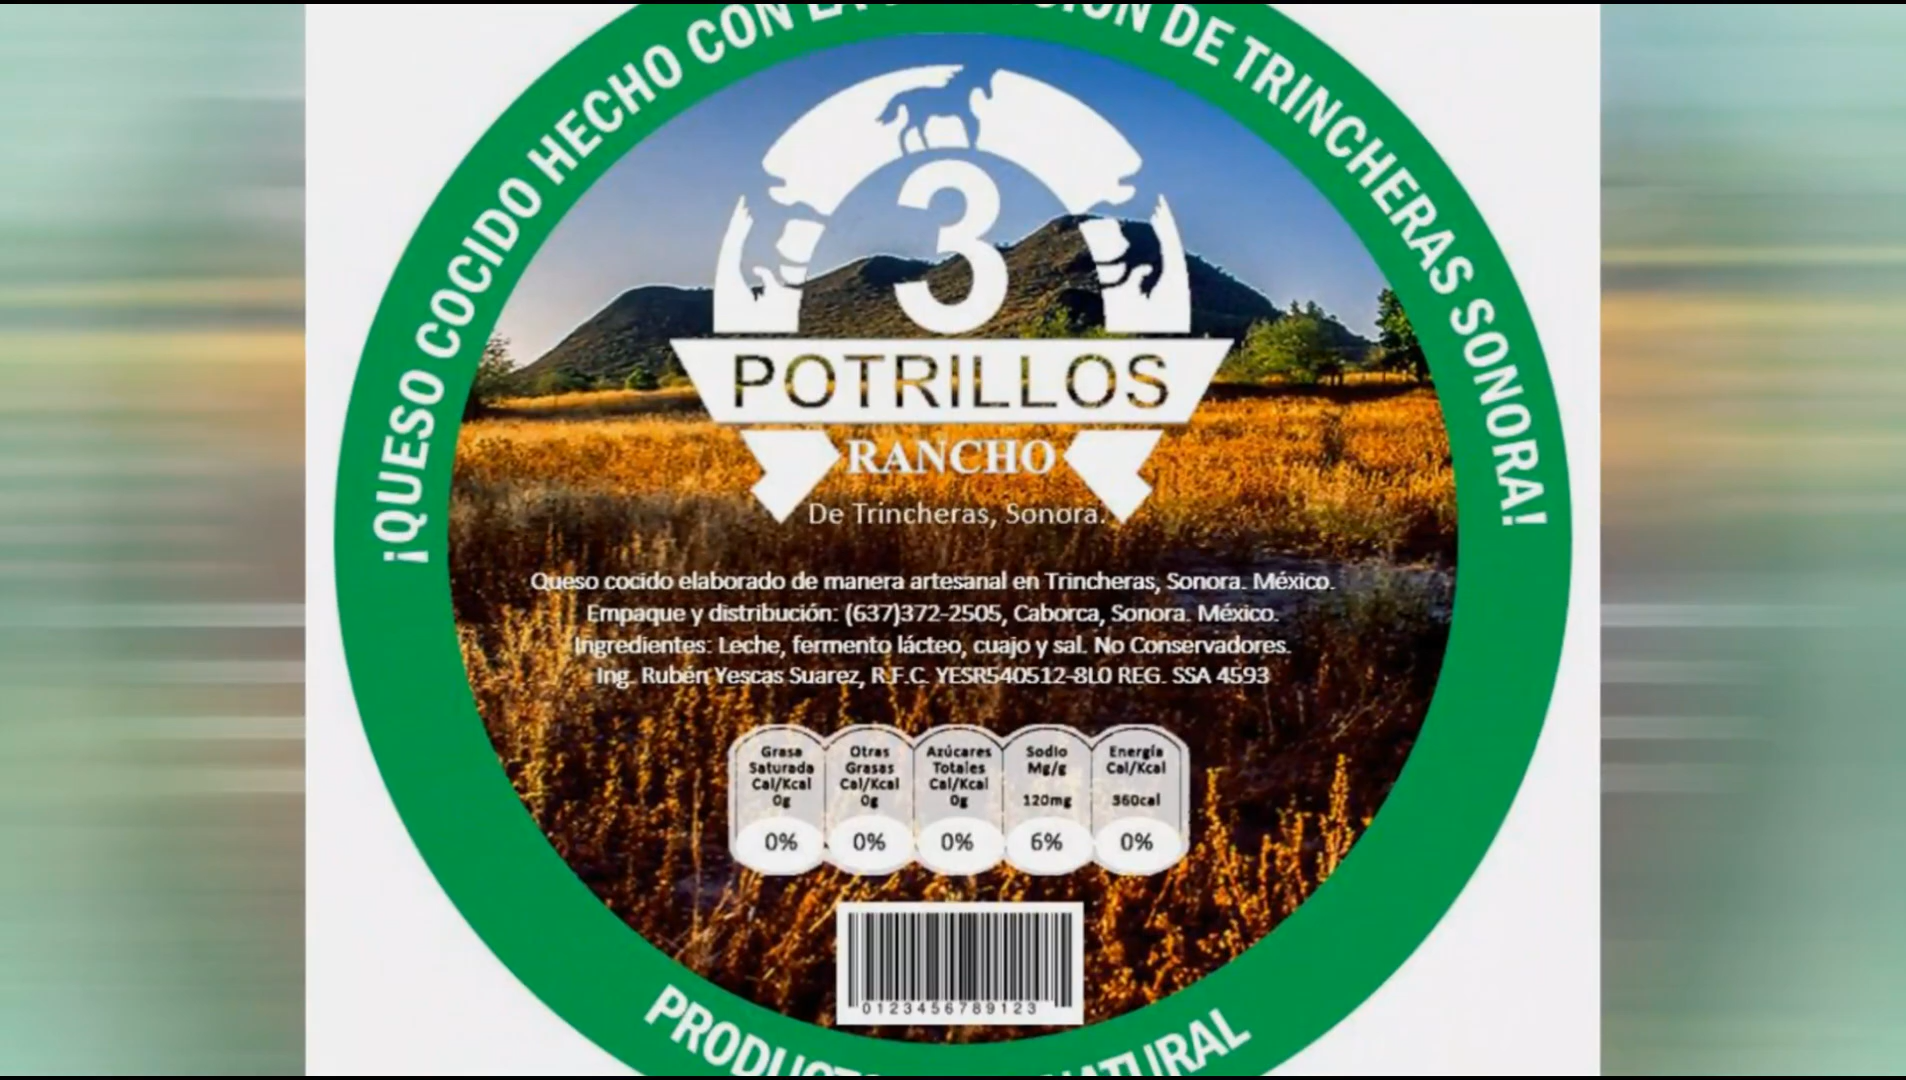 ¡QUESO COCIDO HECHO CON LA DE TRINCHERAS SONORA!
3
POTRILLOS
RANCHO
De Trincheras, Sonora.
Queso cocido elaborado de manera artesanal en Trincheras, Sonora. México.
Empaque y distribución: (637)372-2505, Caborca, Sonora. México.
Ingredientes: Leche, fermento lácteo, cuajo y sal. No Conservadores.
Ing. Rubén Yescas Suarez, R.F.C. YESR540512-8L0 REG. SSA 4593
Grasa Saturada Cal/Kcal 0g 0%
Otras Grasas Cal/Kcal 0g 0%
Azúcares Totales Cal/Kcal 0g 0%
Sodio Mg/g 120mg 6%
Energía Cal/Kcal 360cal 0%
0123456789123